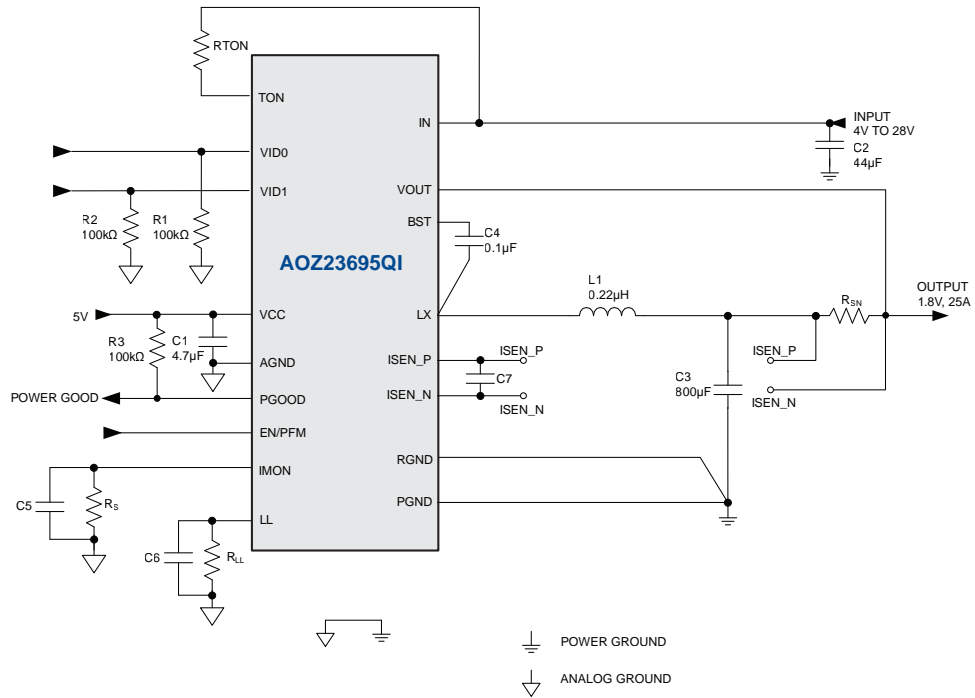 RTON
TON
IN
INPUT
4V TO 28V
C2
44µF
VID0
VID1
VOUT
R2
100kΩ
R1
100kΩ
BST
C4
0.1µF
AOZ23695QI
L1
0.22µH
LX
RSN
OUTPUT
1.8V, 25A
5V
VCC
R3
100kΩ
C1
4.7µF
AGND
ISEN_P
ISEN_P
ISEN_P
C7
C3
800µF
ISEN_N
ISEN_N
ISEN_N
POWER GOOD
PGOOD
EN/PFM
IMON
RGND
PGND
C5
RS
LL
C6
RLL
POWER GROUND
ANALOG GROUND